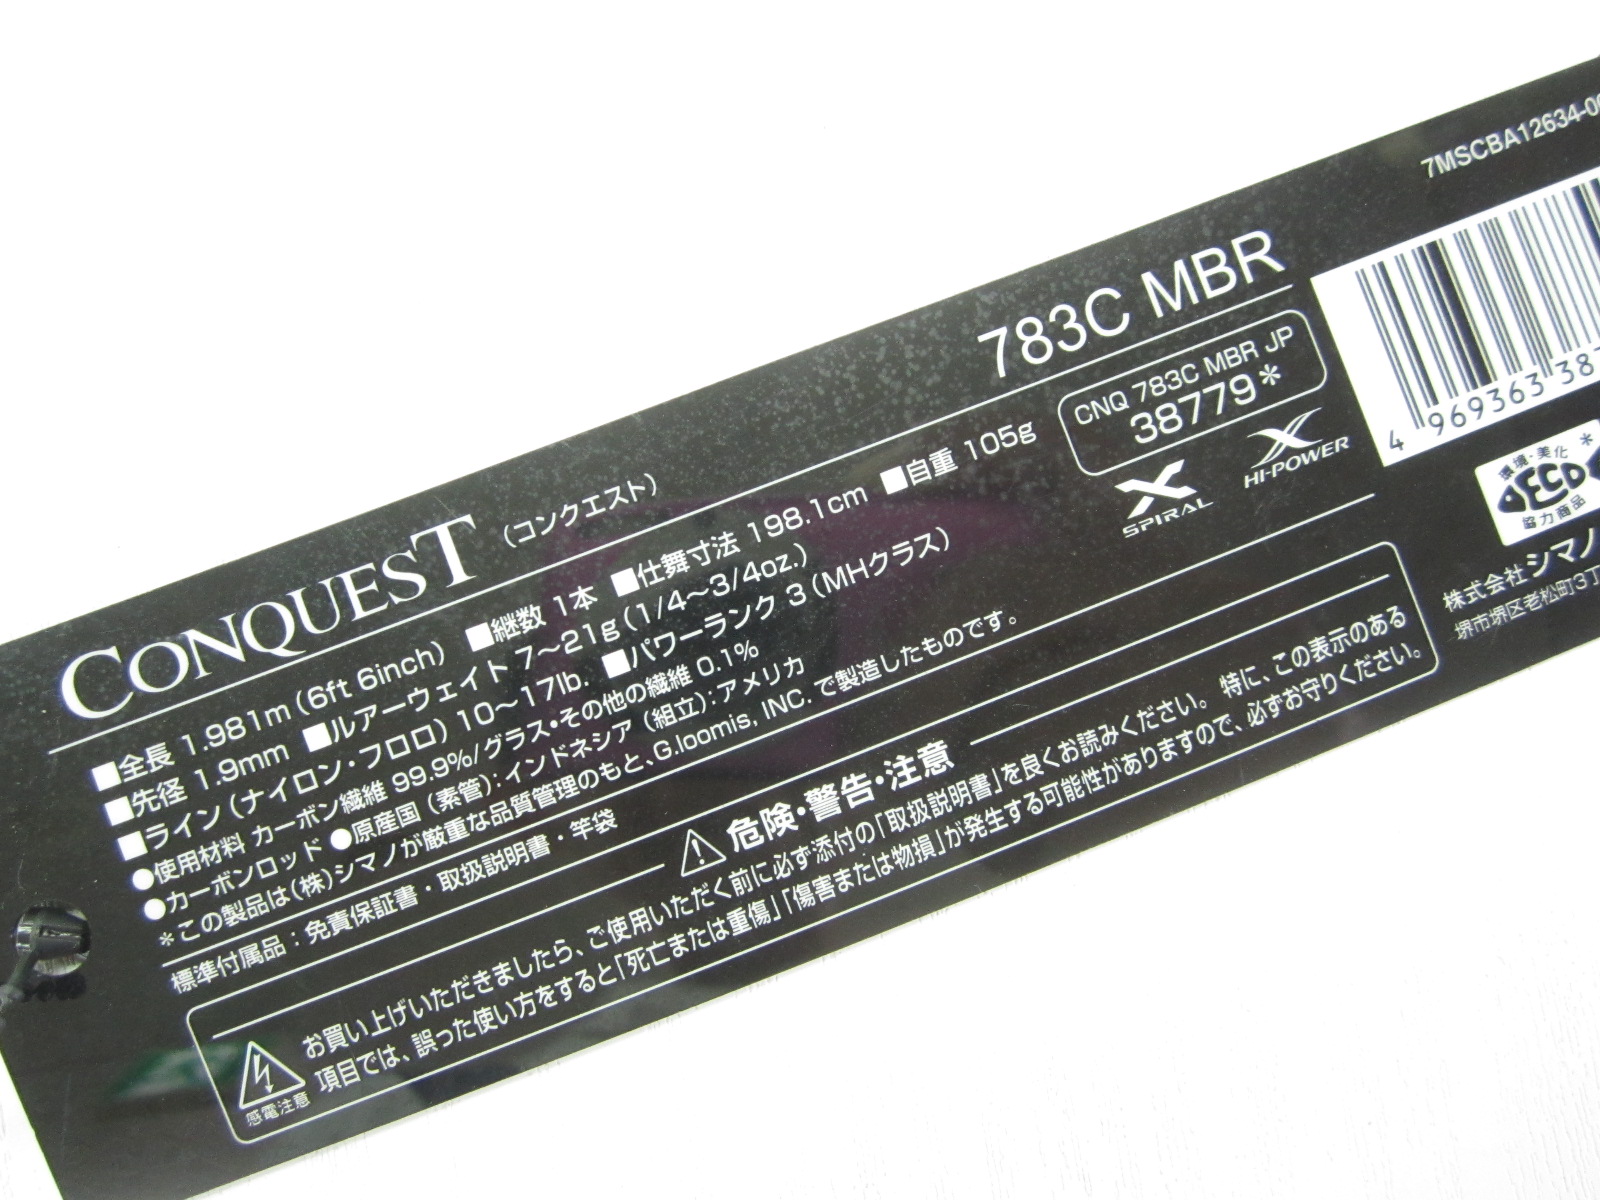 7MSCBA12634-0
783C MBR
CNQ 783C MBR JP
38779*
4 969363 38
SPIRAL
HI-POWER
環境・美化
DECO
協力商品
株式会社シマノ
堺市堺区老松町3丁
CONQUEST (コンクエスト)
■全長 1.981m(6ft 6inch) ■継数 1本 ■仕舞寸法 198.1cm ■自重 105g
■先径 1.9mm ■ルアーウェイト 7～21g(1/4～3/4oz.)
■ライン(ナイロン・フロロ) 10～17lb. ■パワーランク 3(MHクラス)
●使用材料 カーボン繊維 99.9%/グラス・その他の繊維 0.1%
●カーボンロッド ●原産国(素管):インドネシア(組立):アメリカ
*この製品は(株)シマノが厳重な品質管理のもと、G.loomis, INC. で製造したものです。
標準付属品:免責保証書・取扱説明書・竿袋
危険・警告・注意
お買い上げいただきましたら、ご使用いただく前に必ず添付の「取扱説明書」を良くお読みください。特に、この表示のある
項目では、誤った使い方をすると「死亡または重傷」「傷害または物損」が発生する可能性がありますので、必ずお守りください。
感電注意